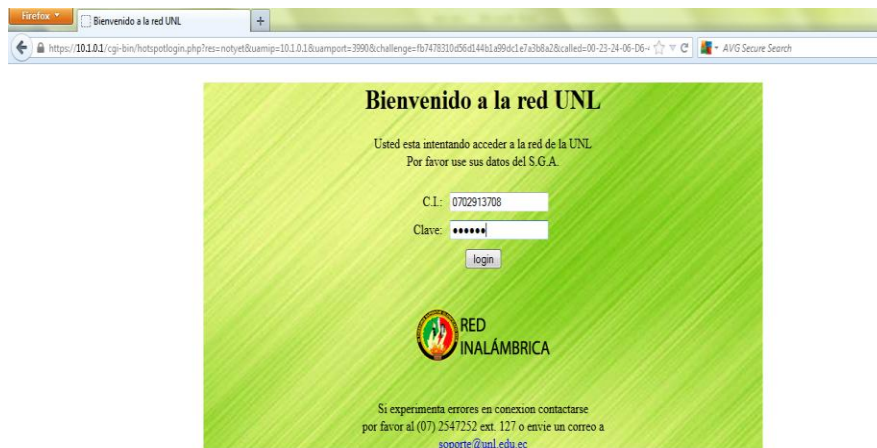 Firefox
Bienvenido a la red UNL
https://10.1.0.1/cgi-bin/hotspotlogin.php?res=notyet&uamip=10.1.0.1&uamport=3990&challenge=fb7478310d56d144b1a99dc1e7a3b8a2&called=00-23-24-06-D6-
AVG Secure Search
Bienvenido a la red UNL
Usted esta intentando acceder a la red de la UNL
Por favor use sus datos del S.G.A.
C.I.: 0702913708
Clave: ••••••
login
RED
INALÁMBRICA
Si experimenta errores en conexion contactarse
por favor al (07) 2547252 ext. 127 o envie un correo a
soporte@unl.edu.ec